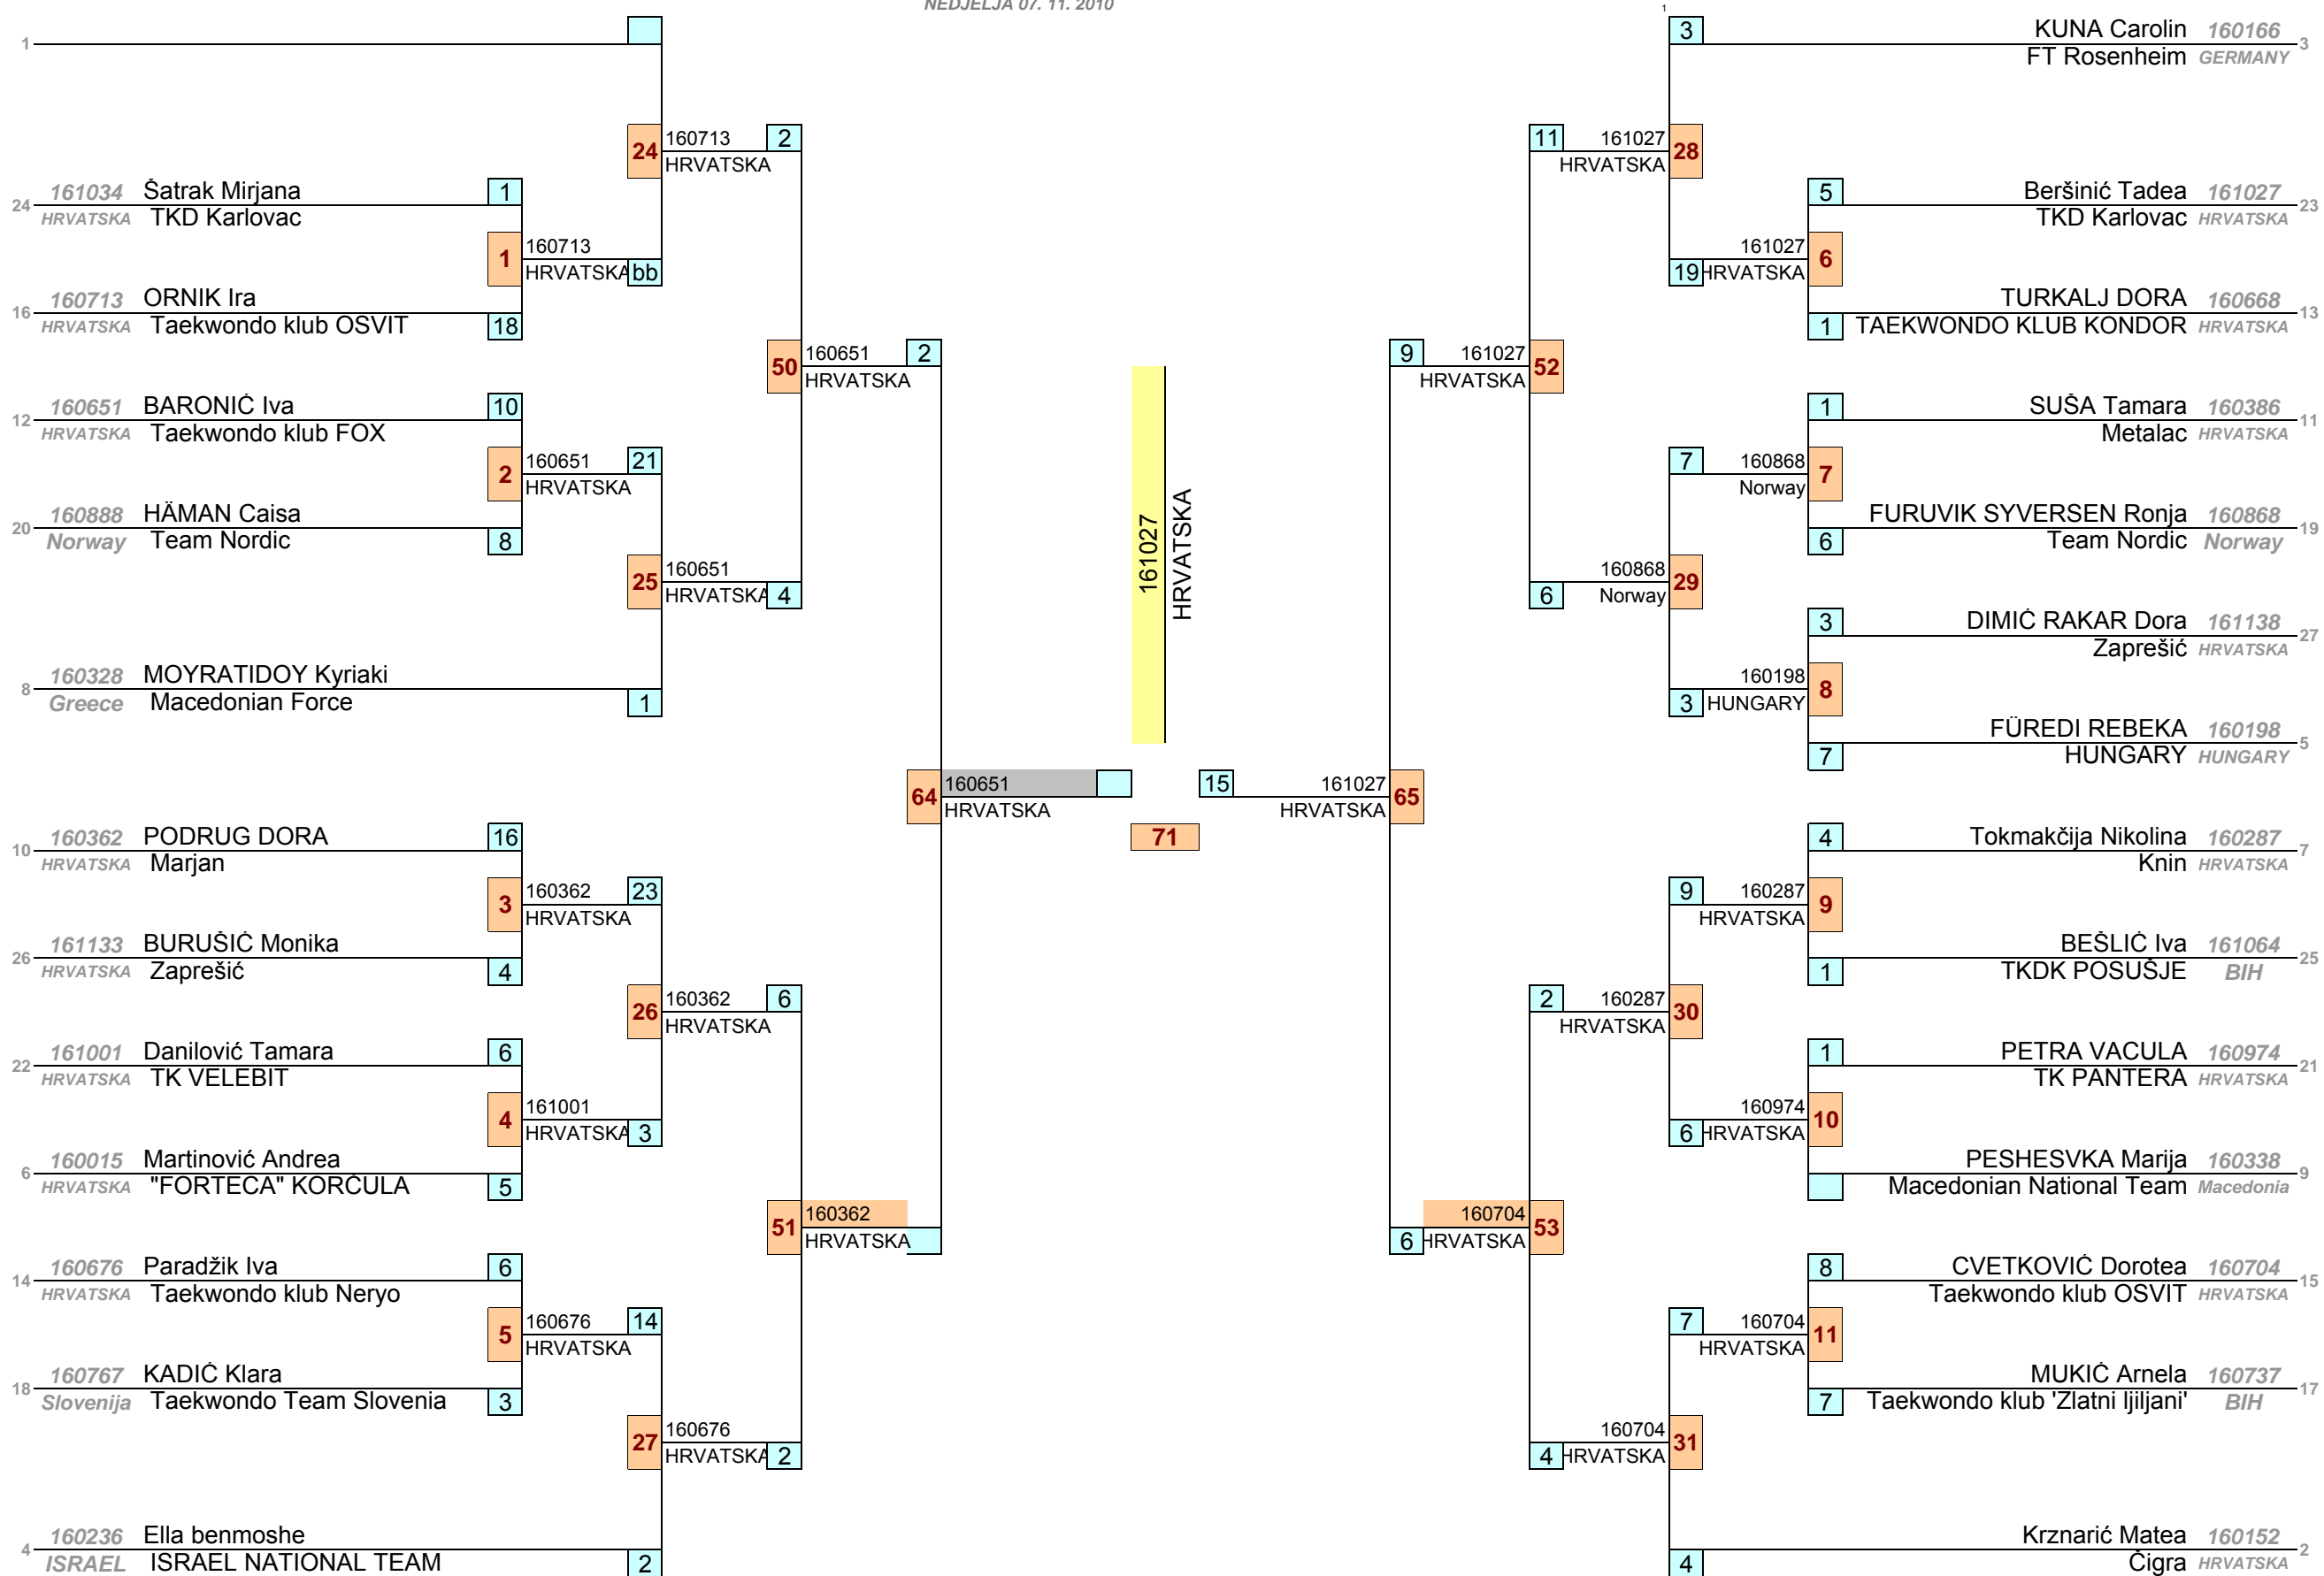 NEDJELJA 07. 11. 2010
1
1
3 KUNA Carolin 160166 3
FT Rosenheim GERMANY
24 160713 2
HRVATSKA
11 161027 28
HRVATSKA
24 161034 Šatrak Mirjana 1
HRVATSKA TKD Karlovac
5 Beršinić Tadea 161027 23
TKD Karlovac HRVATSKA
1 160713
HRVATSKA bb
161027 6
19 HRVATSKA
16 160713 ORNIK Ira
HRVATSKA Taekwondo klub OSVIT 18
TURKALJ DORA 160668 13
1 TAEKWONDO KLUB KONDOR HRVATSKA
50 160651 2
HRVATSKA
9 161027 52
HRVATSKA
12 160651 BARONIĆ Iva 10
HRVATSKA Taekwondo klub FOX
1 SUŠA Tamara 160386 11
Metalac HRVATSKA
2 160651 21
HRVATSKA
7 160868 7
Norway
20 160888 HÄMAN Caisa
Norway Team Nordic 8
FURUVIK SYVERSEN Ronja 160868 19
6 Team Nordic Norway
161027
HRVATSKA
25 160651
HRVATSKA 4
160868 29
6 Norway
3 DIMIĆ RAKAR Dora 161138 27
Zaprešić HRVATSKA
8 160328 MOYRATIDOY Kyriaki
Greece Macedonian Force 1
160198 8
3 HUNGARY
FÜREDI REBEKA 160198 5
7 HUNGARY HUNGARY
64 160651
HRVATSKA
15 161027 65
HRVATSKA
71
10 160362 PODRUG DORA 16
HRVATSKA Marjan
4 Tokmakčija Nikolina 160287 7
Knin HRVATSKA
3 160362 23
HRVATSKA
9 160287 9
HRVATSKA
26 161133 BURUŠIĆ Monika
HRVATSKA Zaprešić 4
BEŠLIĆ Iva 161064 25
1 TKDK POSUŠJE BIH
26 160362 6
HRVATSKA
2 160287 30
HRVATSKA
22 161001 Danilović Tamara 6
HRVATSKA TK VELEBIT
1 PETRA VACULA 160974 21
TK PANTERA HRVATSKA
4 161001
HRVATSKA 3
160974 10
6 HRVATSKA
6 160015 Martinović Andrea
HRVATSKA "FORTECA" KORČULA 5
PESHESVKA Marija 160338 9
Macedonian National Team Macedonia
51 160362
HRVATSKA
160704 53
6 HRVATSKA
14 160676 Paradžik Iva 6
HRVATSKA Taekwondo klub Neryo
8 CVETKOVIĆ Dorotea 160704 15
Taekwondo klub OSVIT HRVATSKA
5 160676 14
HRVATSKA
7 160704 11
HRVATSKA
18 160767 KADIĆ Klara
Slovenija Taekwondo Team Slovenia 3
MUKIĆ Arnela 160737 17
7 Taekwondo klub 'Zlatni ljiljani' BIH
27 160676
HRVATSKA 2
160704 31
4 HRVATSKA
4 160236 Ella benmoshe
ISRAEL ISRAEL NATIONAL TEAM 2
Krznarić Matea 160152 2
4 Čigra HRVATSKA